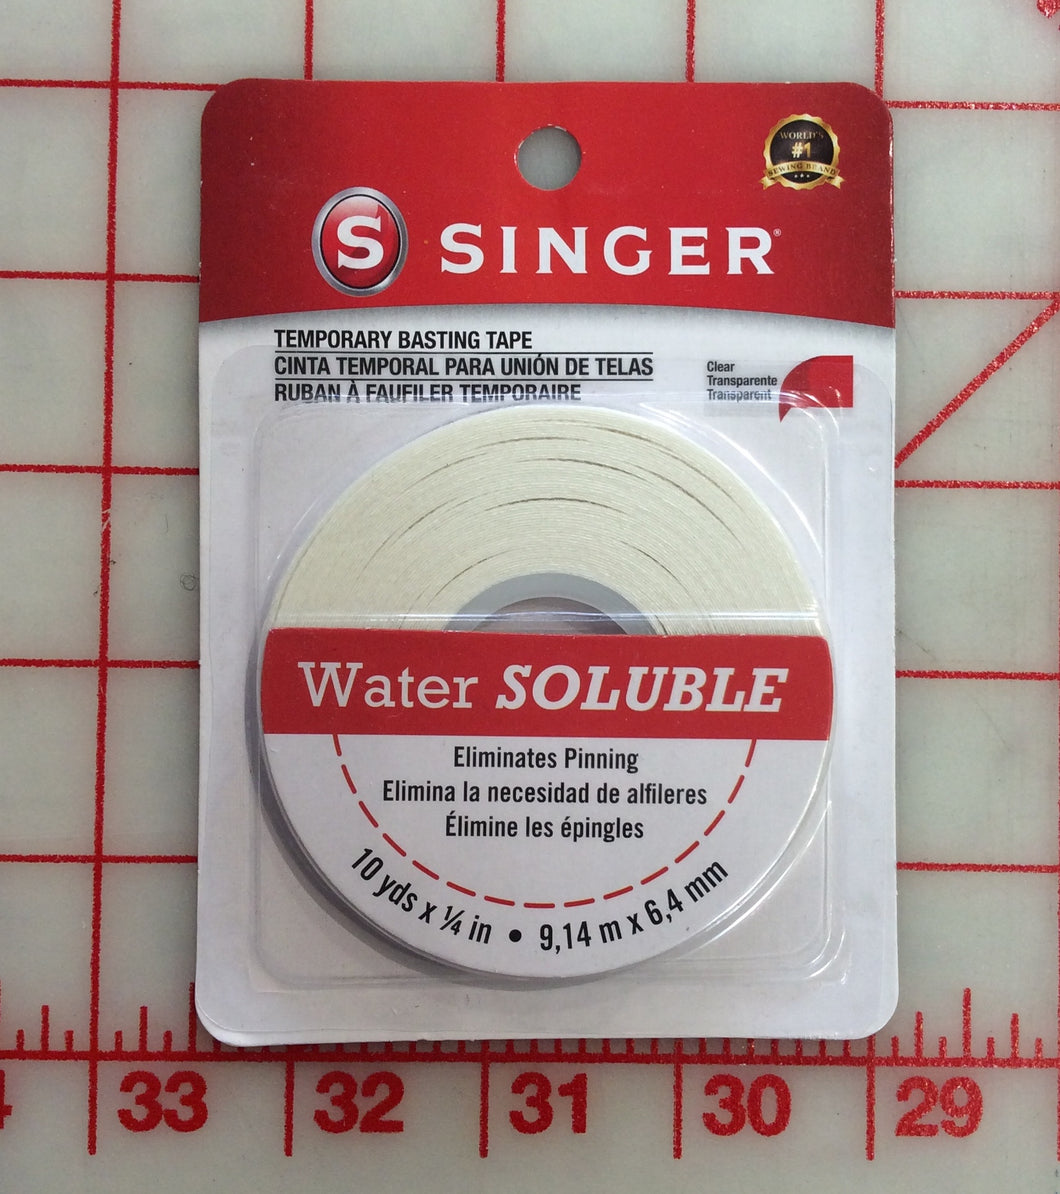 WORLD'S
#1
SEWING BRAND
S SINGER®
TEMPORARY BASTING TAPE
CINTA TEMPORAL PARA UNIÓN DE TELAS
RUBAN À FAUFILER TEMPORAIRE
Clear
Transparente
Transparent
Water SOLUBLE
Eliminates Pinning
Elimina la necesidad de alfileres
Élimine les épingles
10 yds x ¼ in • 9,14 m x 6,4 mm
33 32 31 30 29